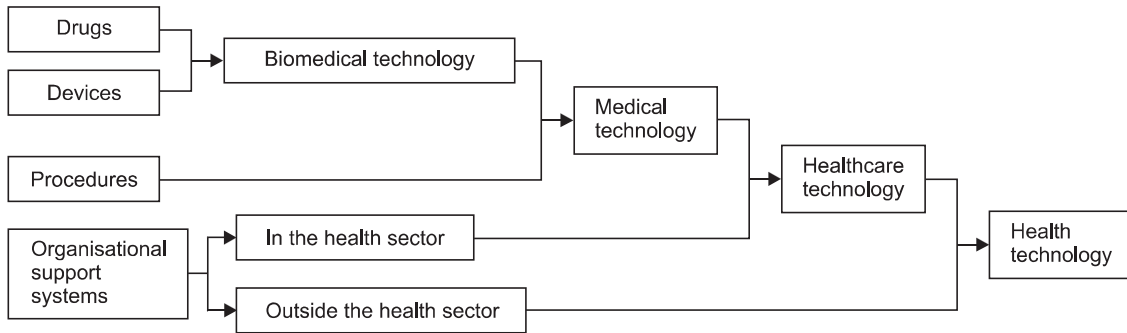 Drugs
Devices
Biomedical technology
Procedures
Medical
technology
Healthcare
technology
Organisational
support
systems
In the health sector
Outside the health sector
Health
technology